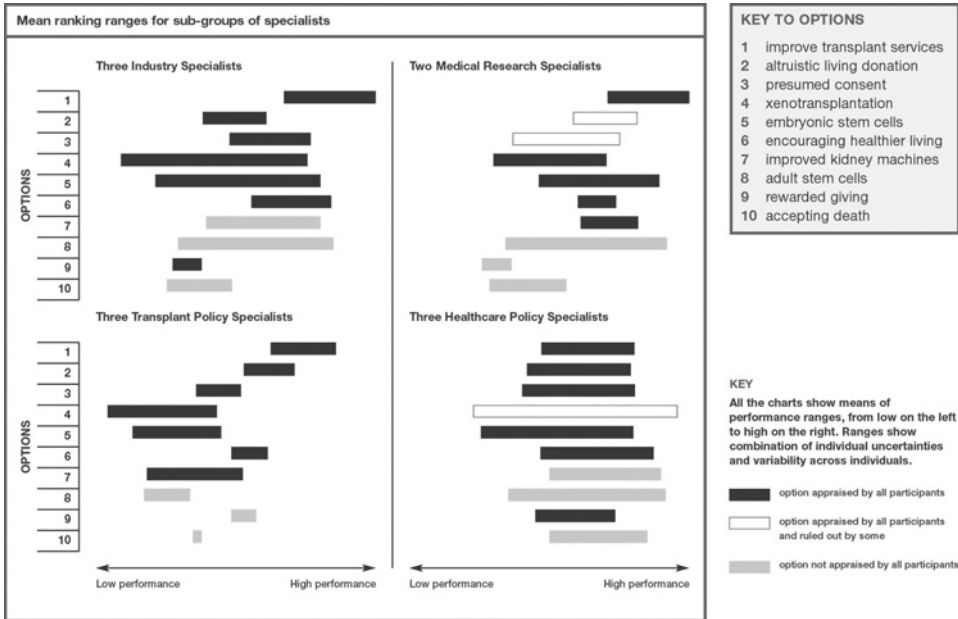 Mean ranking ranges for sub-groups of specialists
Three Industry Specialists
OPTIONS
1
2
3
4
5
6
7
8
9
10
Two Medical Research Specialists
Three Transplant Policy Specialists
OPTIONS
1
2
3
4
5
6
7
8
9
10
Low performance
High performance
Three Healthcare Policy Specialists
Low performance
High performance
KEY TO OPTIONS
1 improve transplant services
2 altruistic living donation
3 presumed consent
4 xenotransplantation
5 embryonic stem cells
6 encouraging healthier living
7 improved kidney machines
8 adult stem cells
9 rewarded giving
10 accepting death
KEY
All the charts show means of
performance ranges, from low on the left
to high on the right. Ranges show
combination of individual uncertainties
and variability across individuals.
option appraised by all participants
option appraised by all participants
and ruled out by some
option not appraised by all participants